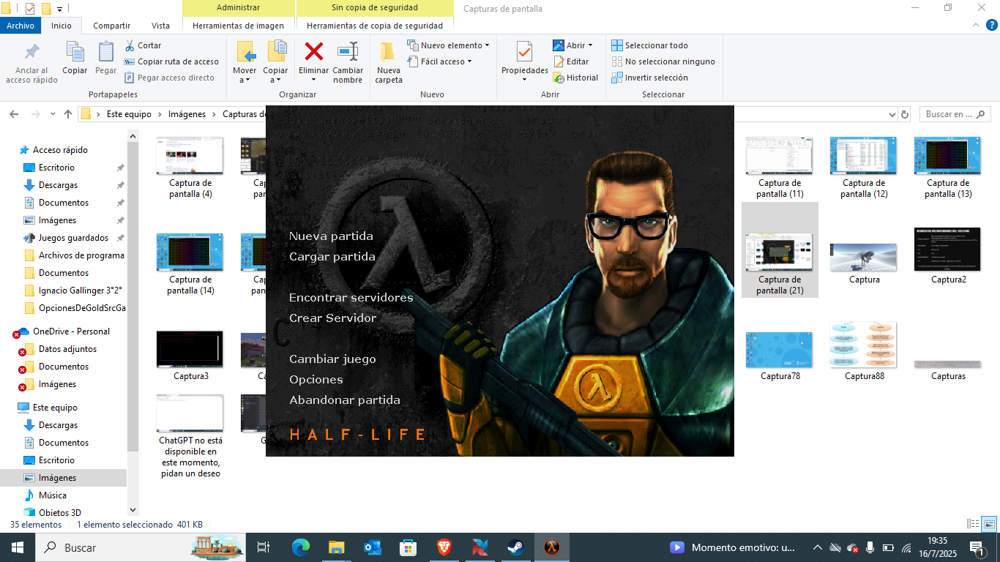 Administrar
Sin copia de seguridad
Capturas de pantalla
Archivo
Inicio
Compartir
Vista
Herramientas de imagen
Herramientas de copia de seguridad
Anclar al
acceso rápido
Copiar
Pegar
Cortar
Copiar ruta de acceso
Pegar acceso directo
Portapapeles
Mover
a
Copiar
a
Eliminar
Cambiar
nombre
Organizar
Nueva
carpeta
Nuevo elemento
Fácil acceso
Nuevo
Propiedades
Abrir
Editar
Historial
Abrir
Seleccionar todo
No seleccionar ninguno
Invertir selección
Seleccionar
Este equipo > Imágenes > Capturas de
Buscar en ...
Acceso rápido
Escritorio
Descargas
Documentos
Imágenes
Juegos guardados
Archivos de programa
Documentos
Ignacio Gallinger 3°2°
OpcionesDeGoldSrcGa
OneDrive - Personal
Datos adjuntos
Documentos
Imágenes
Este equipo
Descargas
Documentos
Escritorio
Imágenes
Música
Objetos 3D
Captura de
pantalla (4)
Captura de
pantalla (11)
Captura de
pantalla (12)
Captura de
pantalla (13)
Captura de
pantalla (14)
Captura de
pantalla (21)
Captura
Captura2
Captura3
Captura78
Captura88
Capturas
ChatGPT no está
disponible en
este momento,
pidan un deseo
Nueva partida
Cargar partida
Encontrar servidores
Crear Servidor
Cambiar juego
Opciones
Abandonar partida
HALF-LIFE
35 elementos
1 elemento seleccionado 401 KB
Buscar
Momento emotivo: u...
19:35
16/7/2025
1